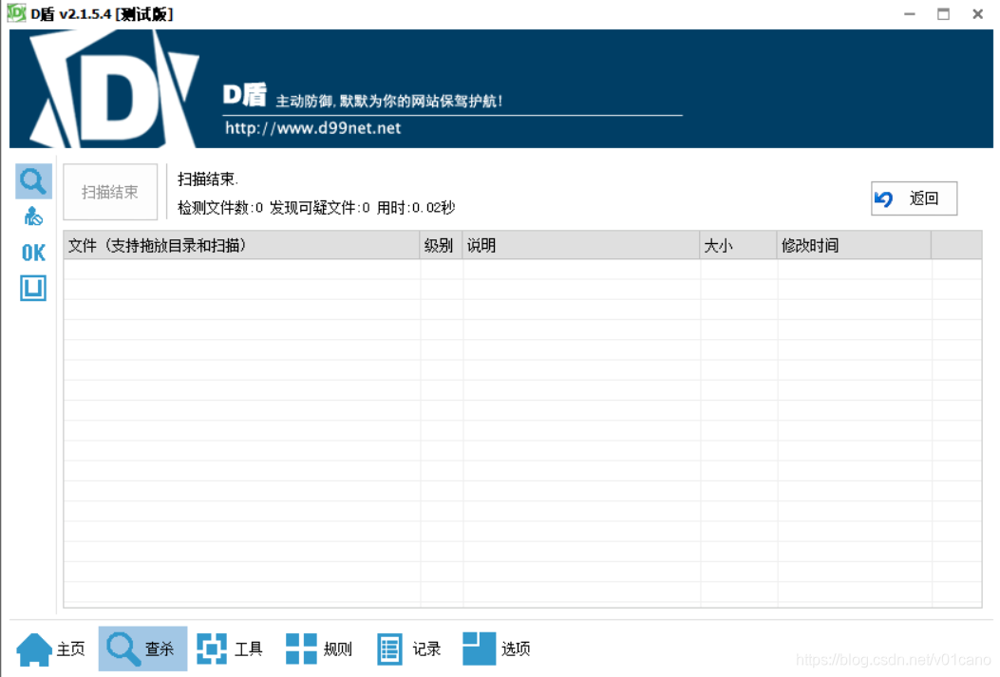 D盾 v2.1.5.4 [测试版]
D
D盾 主动防御,默默为你的网站保驾护航!
http://www.d99net.net
扫描结束
扫描结束.
检测文件数:0 发现可疑文件:0 用时:0.02秒
返回
OK
文件 (支持拖放目录和扫描) 级别 说明 大小 修改时间
主页 查杀 工具 规则 记录 选项
https://blog.csdn.net/v01cano